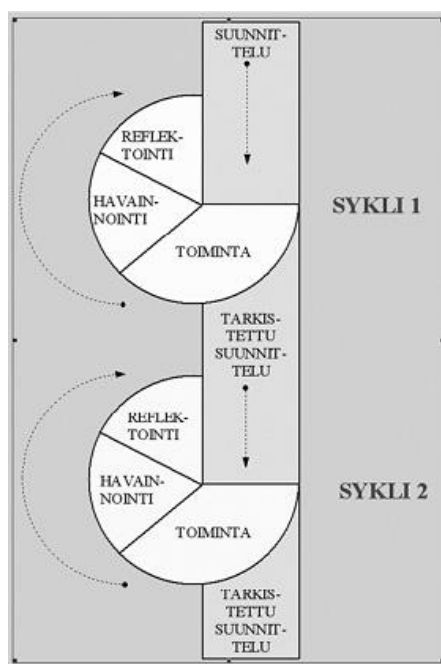 SUUNNIT-
TELU
REFLEK-
TOINTI
HAVAIN-
NOINTI
TOIMINTA
SYKLI 1
TARKIS-
TETTU
SUUNNIT-
TELU
REFLEK-
TOINTI
HAVAIN-
NOINTI
TOIMINTA
SYKLI 2
TARKIS-
TETTU
SUUNNIT-
TELU